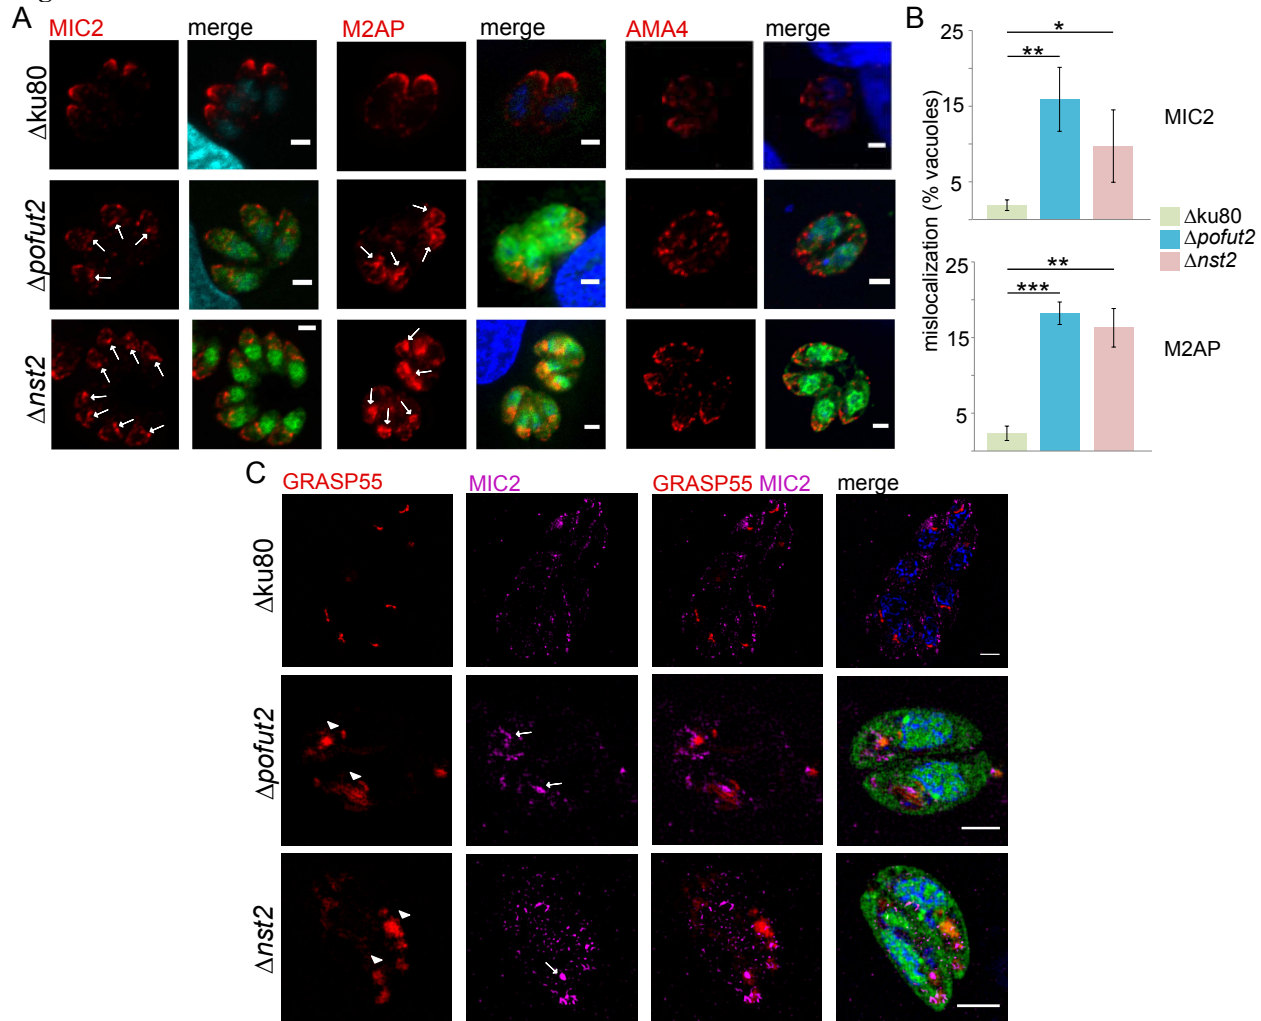 A
MIC2 merge M2AP merge AMA4 merge
Δku80
Δpofut2
Δnst2
B
mislocalization (% vacuoles)
25
15
5
*
**
MIC2
Δku80
Δpofut2
Δnst2
25
15
5
**
***
M2AP
C
GRASP55 MIC2 GRASP55 MIC2 merge
Δku80
Δpofut2
Δnst2